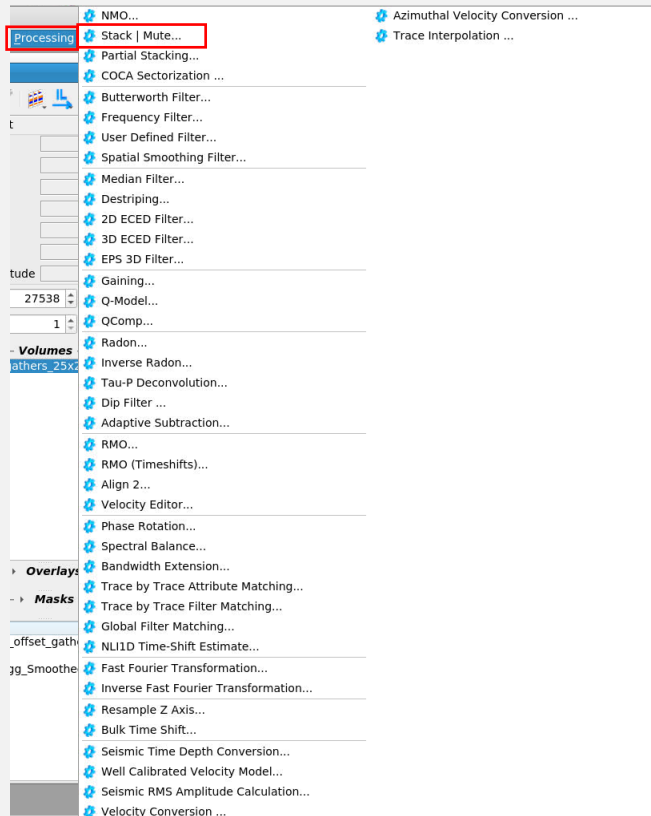 Processing
t
tude
27538
1
Volumes
gathers_25x2
Overlays
Masks
_offset_gathe
gg_Smoothe
NMO...
Stack | Mute...
Partial Stacking...
COCA Sectorization ...
Butterworth Filter...
Frequency Filter...
User Defined Filter...
Spatial Smoothing Filter...
Median Filter...
Destriping...
2D ECED Filter...
3D ECED Filter...
EPS 3D Filter...
Gaining...
Q-Model...
QComp...
Radon...
Inverse Radon...
Tau-P Deconvolution...
Dip Filter ...
Adaptive Subtraction...
RMO...
RMO (Timeshifts)...
Align 2...
Velocity Editor...
Phase Rotation...
Spectral Balance...
Bandwidth Extension...
Trace by Trace Attribute Matching...
Trace by Trace Filter Matching...
Global Filter Matching...
NLI1D Time-Shift Estimate...
Fast Fourier Transformation...
Inverse Fast Fourier Transformation...
Resample Z Axis...
Bulk Time Shift...
Seismic Time Depth Conversion...
Well Calibrated Velocity Model...
Seismic RMS Amplitude Calculation...
Velocity Conversion ...
Azimuthal Velocity Conversion ...
Trace Interpolation ...